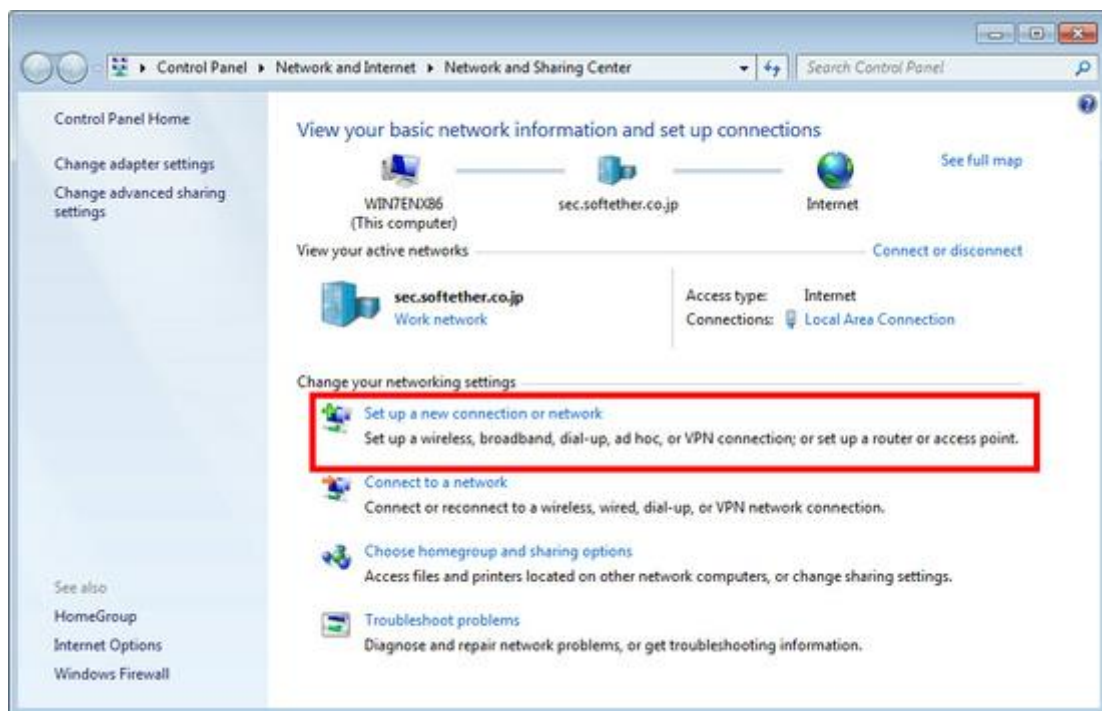 Control Panel ▸ Network and Internet ▸ Network and Sharing Center
Search Control Panel
Control Panel Home
Change adapter settings
Change advanced sharing
settings
View your basic network information and set up connections
See full map
WIN7ENX86
(This computer)
sec.softether.co.jp
Internet
View your active networks
Connect or disconnect
sec.softether.co.jp
Work network
Access type: Internet
Connections: Local Area Connection
Change your networking settings
Set up a new connection or network
Set up a wireless, broadband, dial-up, ad hoc, or VPN connection; or set up a router or access point.
Connect to a network
Connect or reconnect to a wireless, wired, dial-up, or VPN network connection.
Choose homegroup and sharing options
Access files and printers located on other network computers, or change sharing settings.
Troubleshoot problems
Diagnose and repair network problems, or get troubleshooting information.
See also
HomeGroup
Internet Options
Windows Firewall